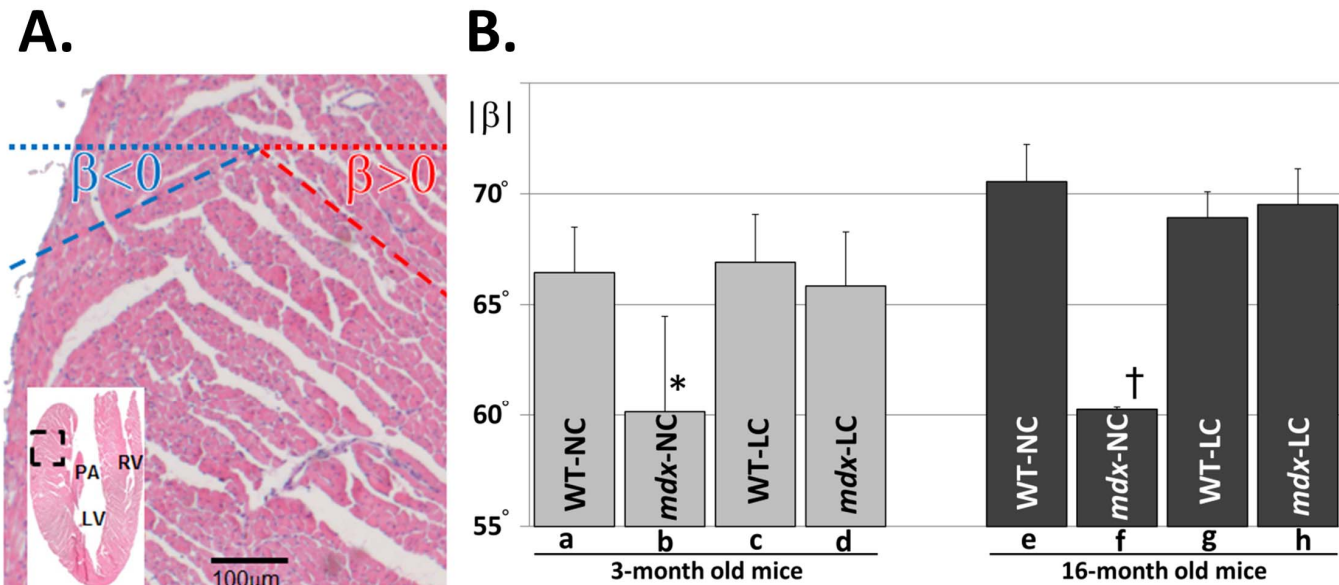 A.
β<0
β>0
PA
RV
LV
100μm
B.
|β|
70°
65°
60°
55°
WT-NC
mdx-NC
*
WT-LC
mdx-LC
WT-NC
mdx-NC
†
WT-LC
mdx-LC
a b c d e f g h
3-month old mice 16-month old mice